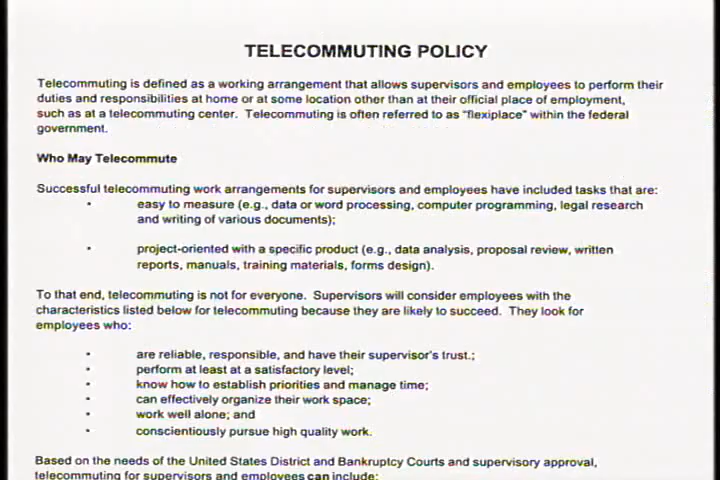 TELECOMMUTING POLICY
Telecommuting is defined as a working arrangement that allows supervisors and employees to perform their
duties and responsibilities at home or at some location other than at their official place of employment,
such as at a telecommuting center. Telecommuting is often referred to as "flexiplace" within the federal
government.
Who May Telecommute
Successful telecommuting work arrangements for supervisors and employees have included tasks that are:
• easy to measure (e.g., data or word processing, computer programming, legal research
and writing of various documents);
• project-oriented with a specific product (e.g., data analysis, proposal review, written
reports, manuals, training materials, forms design).
To that end, telecommuting is not for everyone. Supervisors will consider employees with the
characteristics listed below for telecommuting because they are likely to succeed. They look for
employees who:
• are reliable, responsible, and have their supervisor's trust.;
• perform at least at a satisfactory level;
• know how to establish priorities and manage time;
• can effectively organize their work space;
• work well alone; and
• conscientiously pursue high quality work.
Based on the needs of the United States District and Bankruptcy Courts and supervisory approval,
telecommuting for supervisors and employees can include: